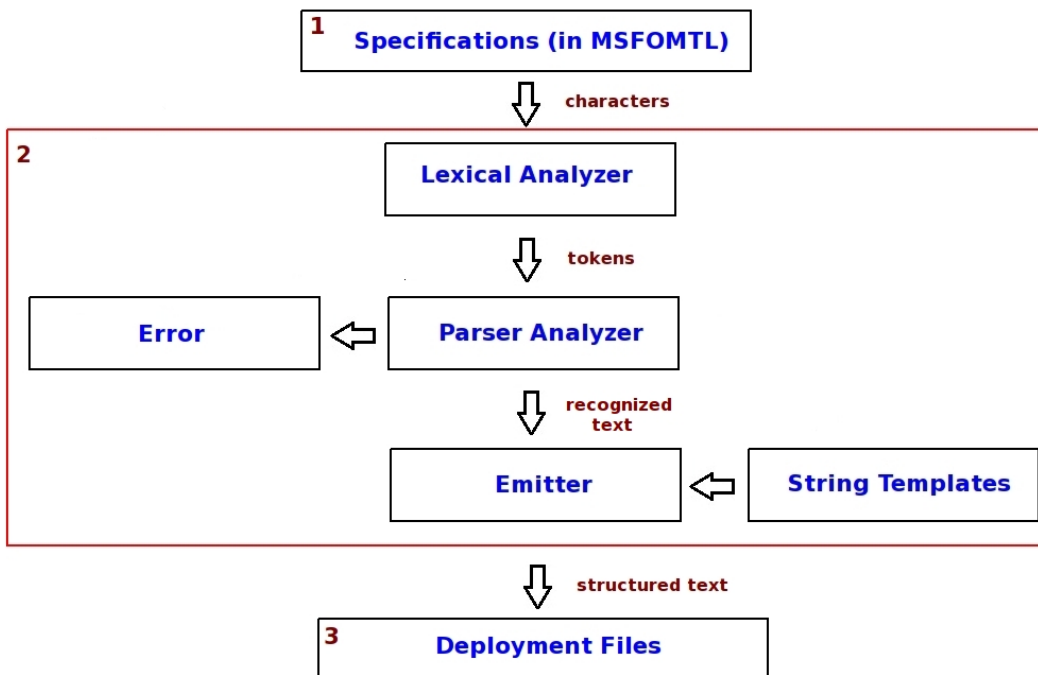 1
Specifications (in MSFOMTL)
characters
2
Lexical Analyzer
tokens
Error
Parser Analyzer
recognized
text
Emitter
String Templates
structured text
3
Deployment Files